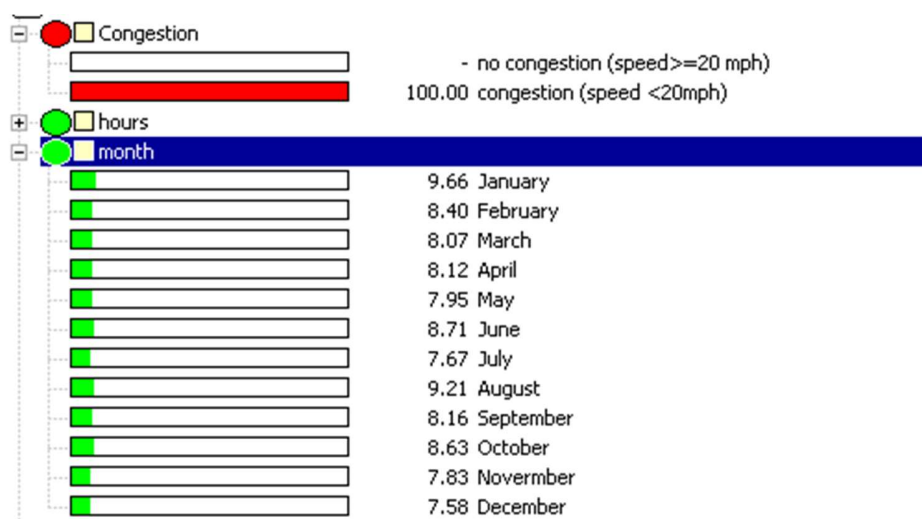 Congestion
- no congestion (speed>=20 mph)
100.00 congestion (speed <20mph)
hours
month
9.66 January
8.40 February
8.07 March
8.12 April
7.95 May
8.71 June
7.67 July
9.21 August
8.16 September
8.63 October
7.83 Novermber
7.58 December